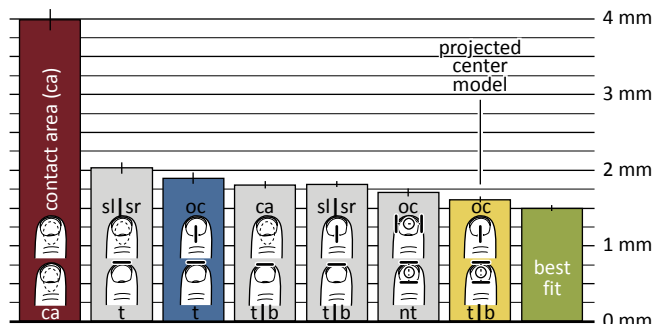 4 mm
projected
center
model
3 mm
contact area (ca)
2 mm
sl|sr
oc
ca
sl|sr
oc
oc
1 mm
best
fit
ca
t
t
t|b
t|b
nt
t|b
0 mm